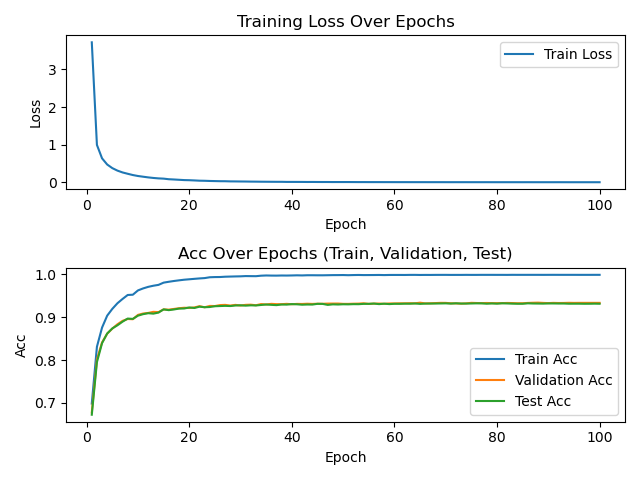 Training Loss Over Epochs
3
2
1
0
Loss
Train Loss
0 20 40 60 80 100
Epoch
Acc Over Epochs (Train, Validation, Test)
1.0
0.9
0.8
0.7
Acc
Train Acc
Validation Acc
Test Acc
0 20 40 60 80 100
Epoch